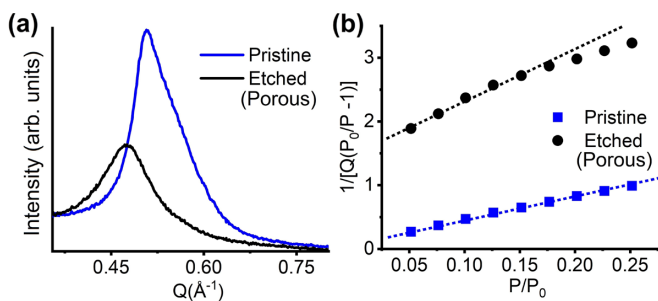 (a)
Intensity (arb. units)
Pristine
Etched
(Porous)
0.45
0.60
0.75
Q(Å⁻¹)
(b)
1/[Q(P₀/P -1)]
3
2
1
0
Pristine
Etched
(Porous)
0.05
0.10
0.15
0.20
0.25
P/P₀